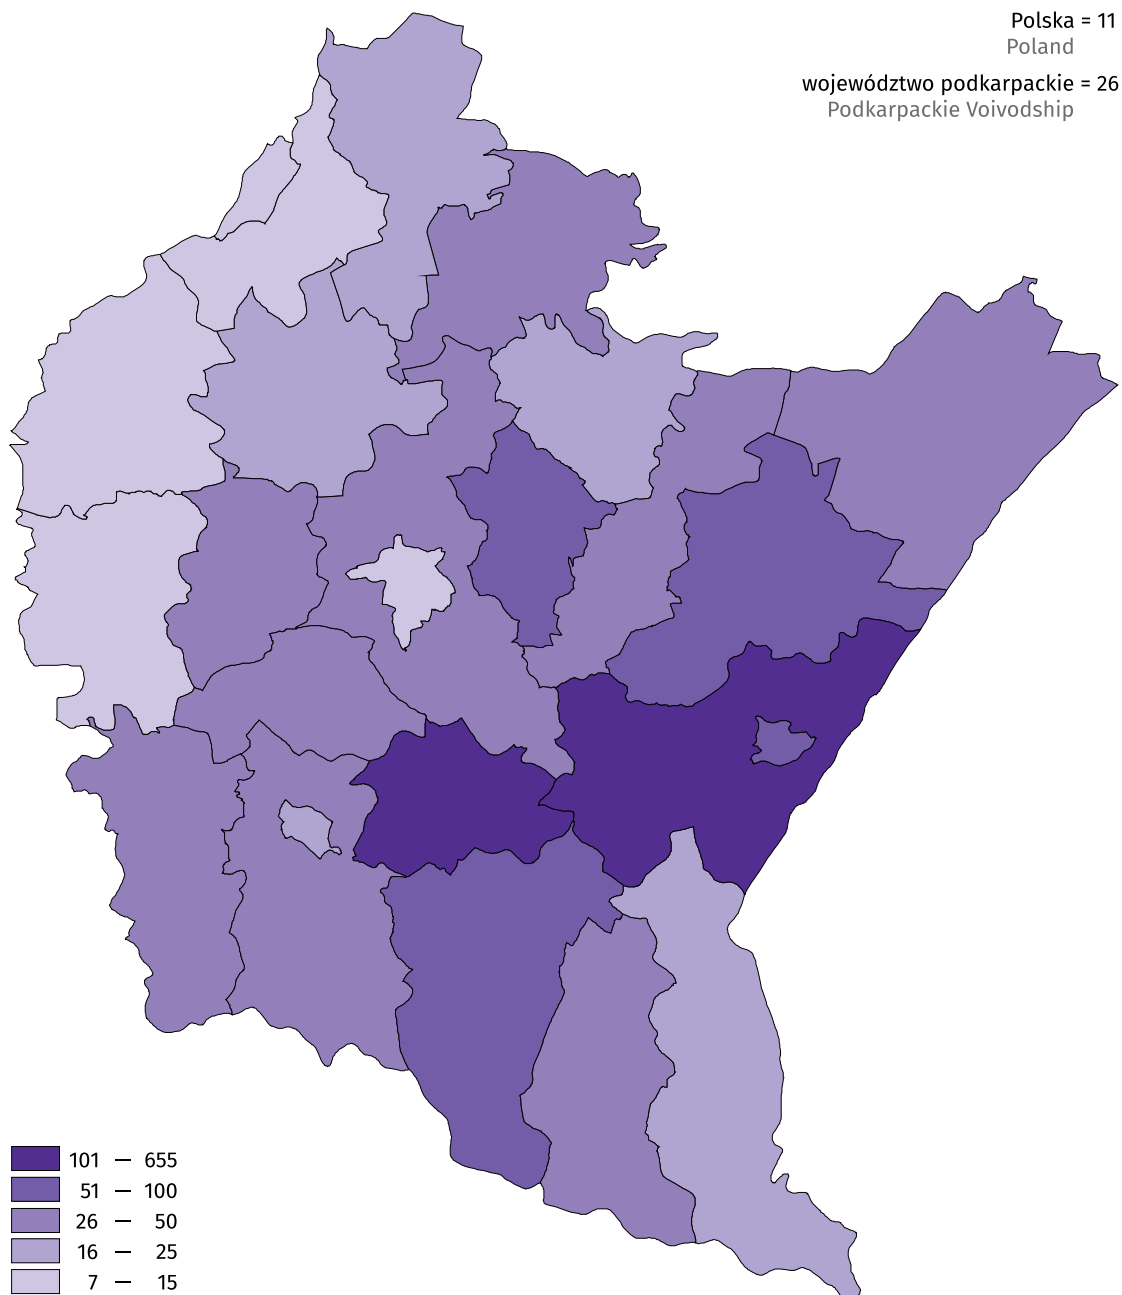 Polska = 11
Poland
województwo podkarpackie = 26
Podkarpackie Voivodship
101 – 655
51 – 100
26 – 50
16 – 25
7 – 15